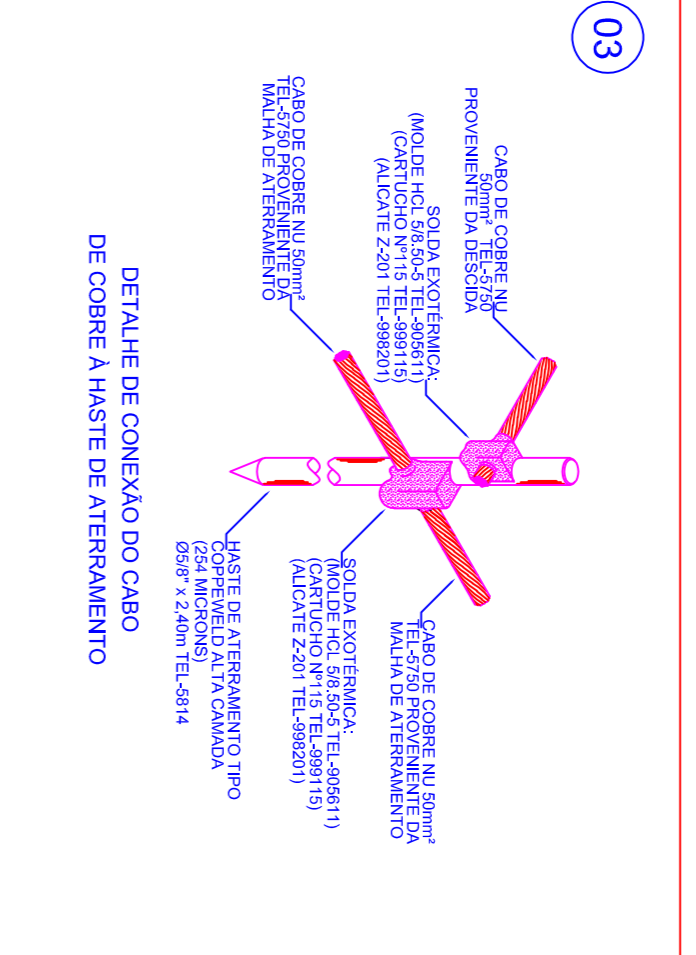 03
CABO DE COBRE NU
50mm² TEL-5750
PROVENIENTE DA DESCIDA
SOLDA EXOTÉRMICA:
(MOLDE HCL 5/8.50-5 TEL-905611)
(CARTUCHO Nº115 TEL-999115)
(ALICATE Z-201 TEL-998201)
CABO DE COBRE NU 50mm²
TEL-5750 PROVENIENTE DA
MALHA DE ATERRAMENTO
CABO DE COBRE NU 50mm²
TEL-5750 PROVENIENTE DA
MALHA DE ATERRAMENTO
SOLDA EXOTÉRMICA:
(MOLDE HCL 5/8.50-5 TEL-905611)
(CARTUCHO Nº115 TEL-999115)
(ALICATE Z-201 TEL-998201)
HASTE DE ATERRAMENTO TIPO
COPPEWELD ALTA CAMADA
(254 MICRONS)
Ø5/8" x 2,40m TEL-5814
DETALHE DE CONEXÃO DO CABO
DE COBRE À HASTE DE ATERRAMENTO